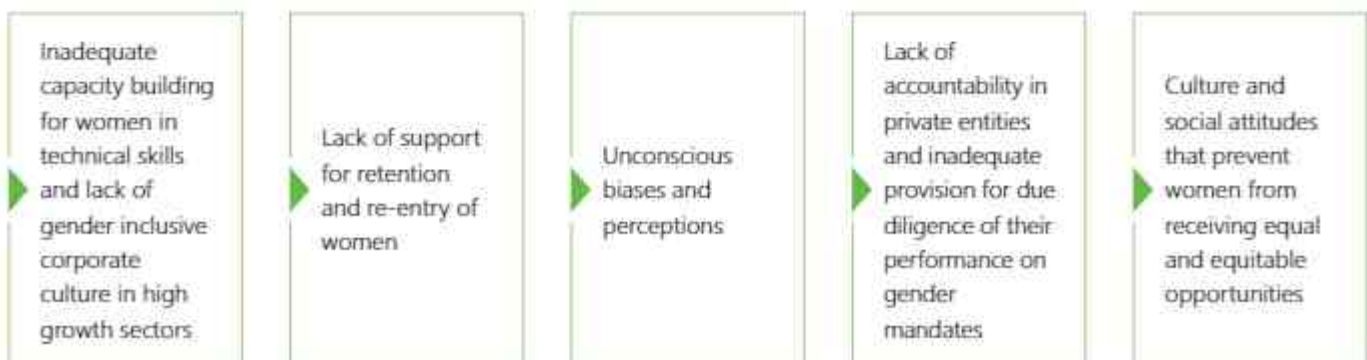 Inadequate
capacity building
for women in
technical skills
and lack of
gender inclusive
corporate
culture in high
growth sectors
Lack of support
for retention
and re-entry of
women
Unconscious
biases and
perceptions
Lack of
accountability in
private entities
and inadequate
provision for due
diligence of their
performance on
gender
mandates
Culture and
social attitudes
that prevent
women from
receiving equal
and equitable
opportunities